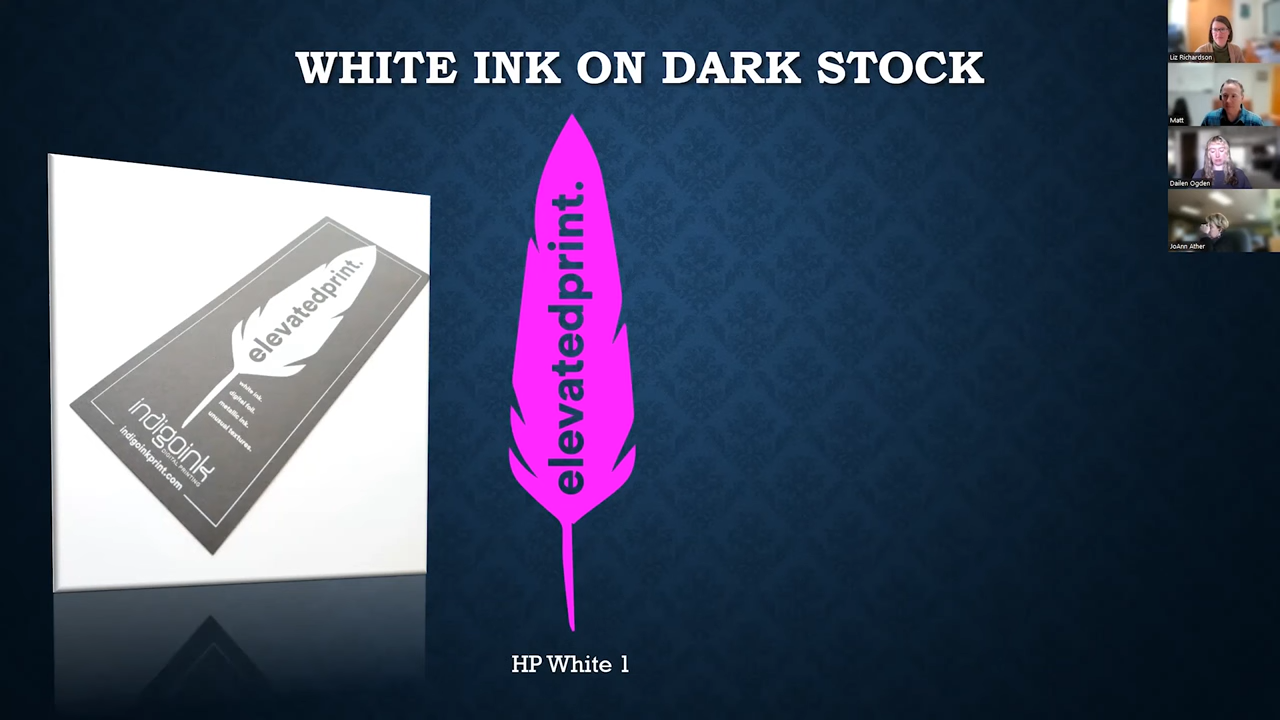 WHITE INK ON DARK STOCK
elevatedprint.
white ink.
digital foil.
metallic ink.
unusual textures.
indigoink
DIGITAL PRINTING
indigoinkprint.com
elevatedprint.
HP White 1
Liz Richardson
Matt
Dailen Ogden
JoAnn Ather